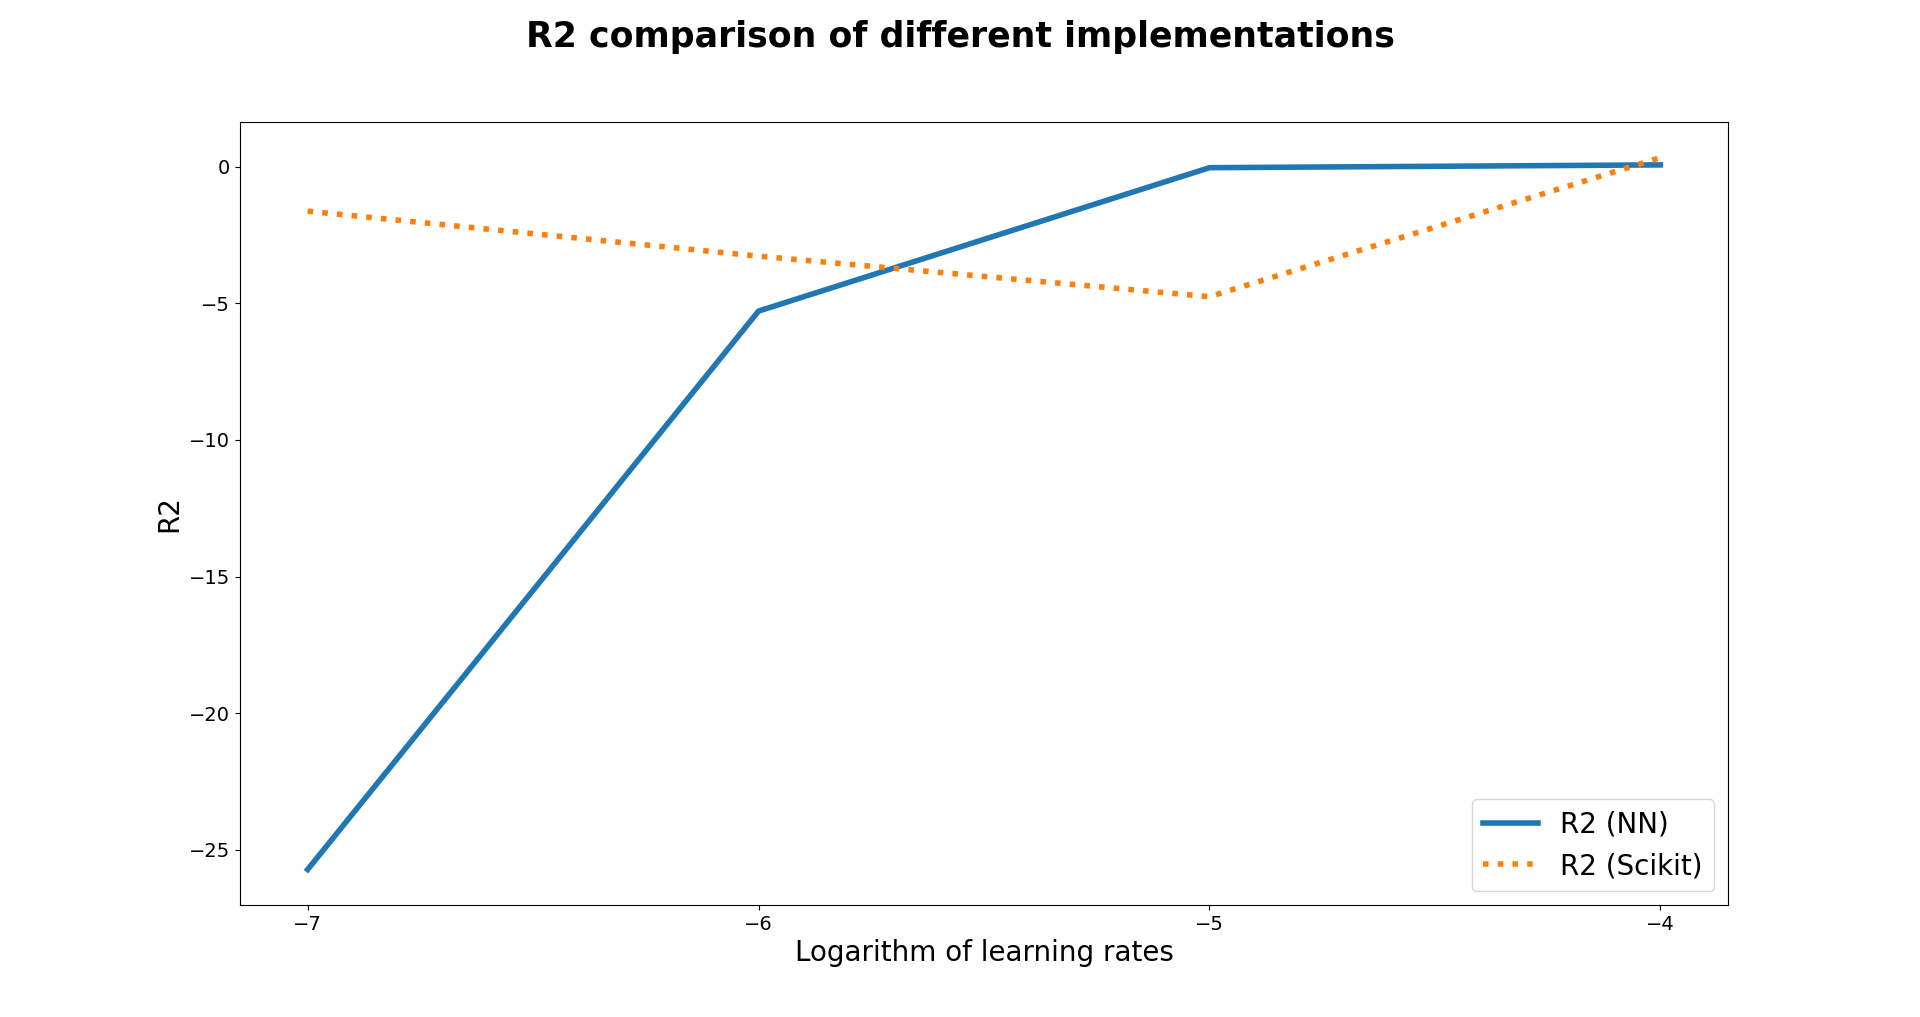 R2 comparison of different implementations
0
−5
−10
−15
−20
−25
R2
−7
−6
−5
−4
Logarithm of learning rates
R2 (NN)
R2 (Scikit)